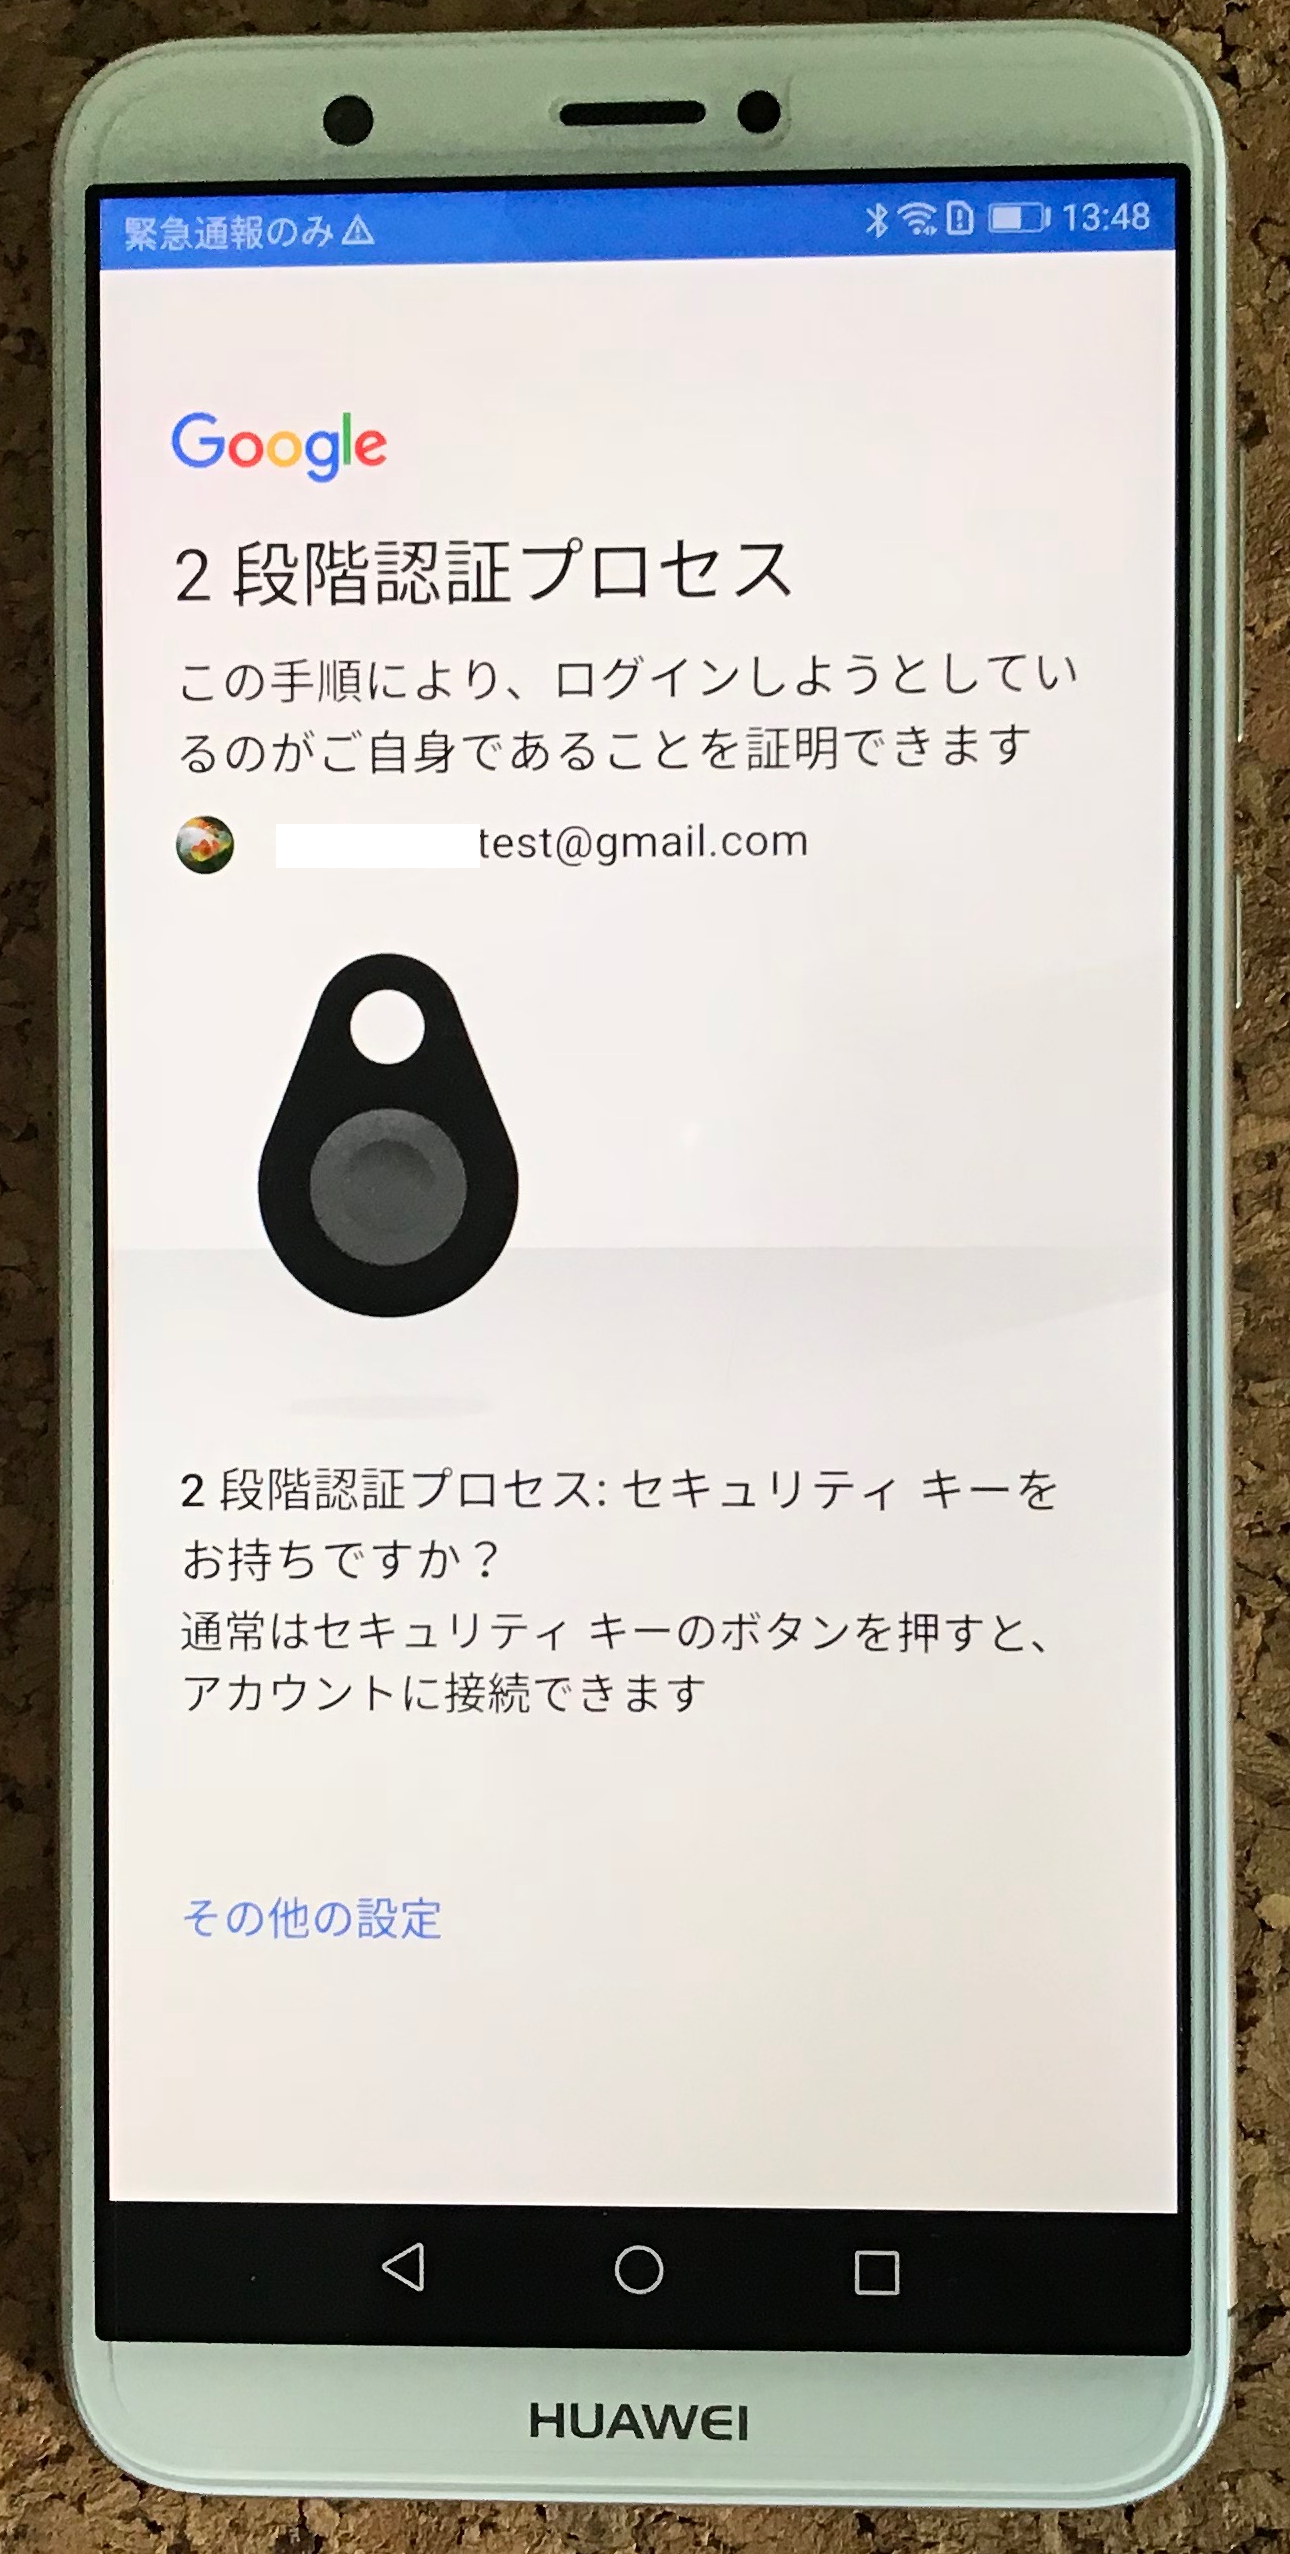 緊急通報のみ
13:48
Google
2 段階認証プロセス
この手順により、ログインしようとしてい
るのがご自身であることを証明できます
test@gmail.com
2 段階認証プロセス: セキュリティ キーを
お持ちですか？
通常はセキュリティ キーのボタンを押すと、
アカウントに接続できます
その他の設定
HUAWEI